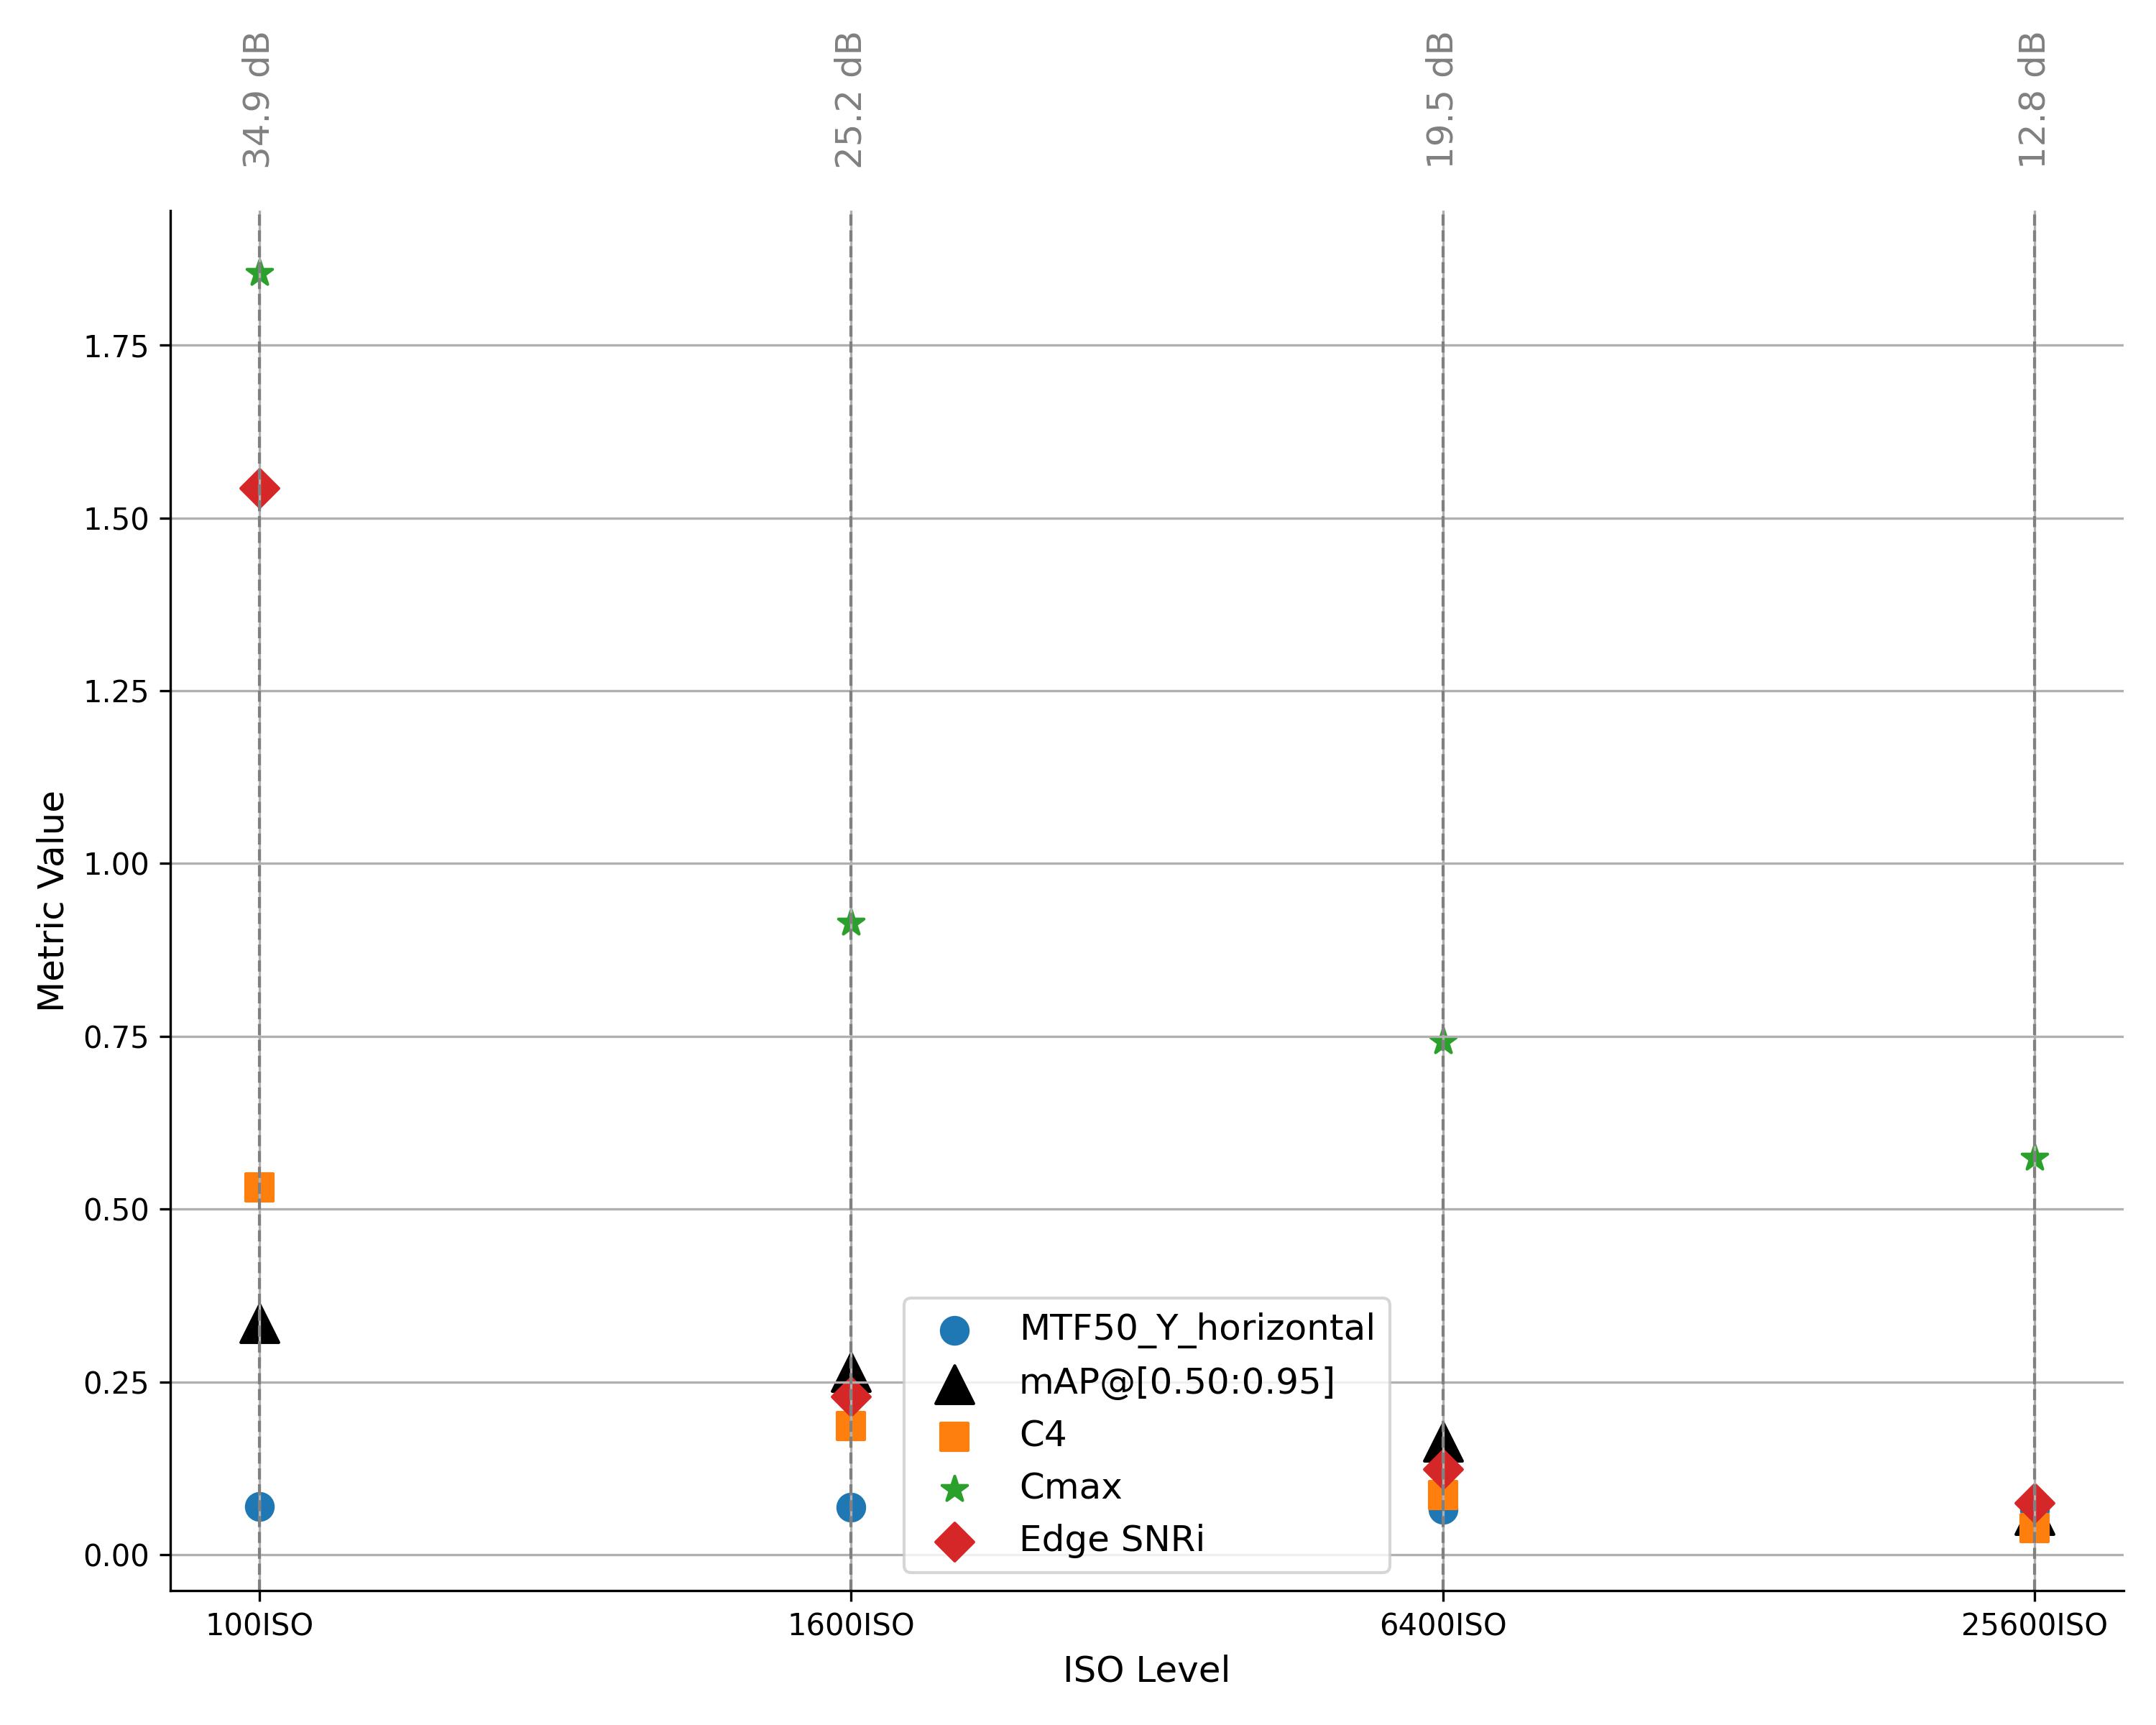 34.9 dB
25.2 dB
19.5 dB
12.8 dB
Metric Value
1.75
1.50
1.25
1.00
0.75
0.50
0.25
0.00
MTF50_Y_horizontal
mAP@[0.50:0.95]
C4
Cmax
Edge SNRi
100ISO
1600ISO
6400ISO
25600ISO
ISO Level